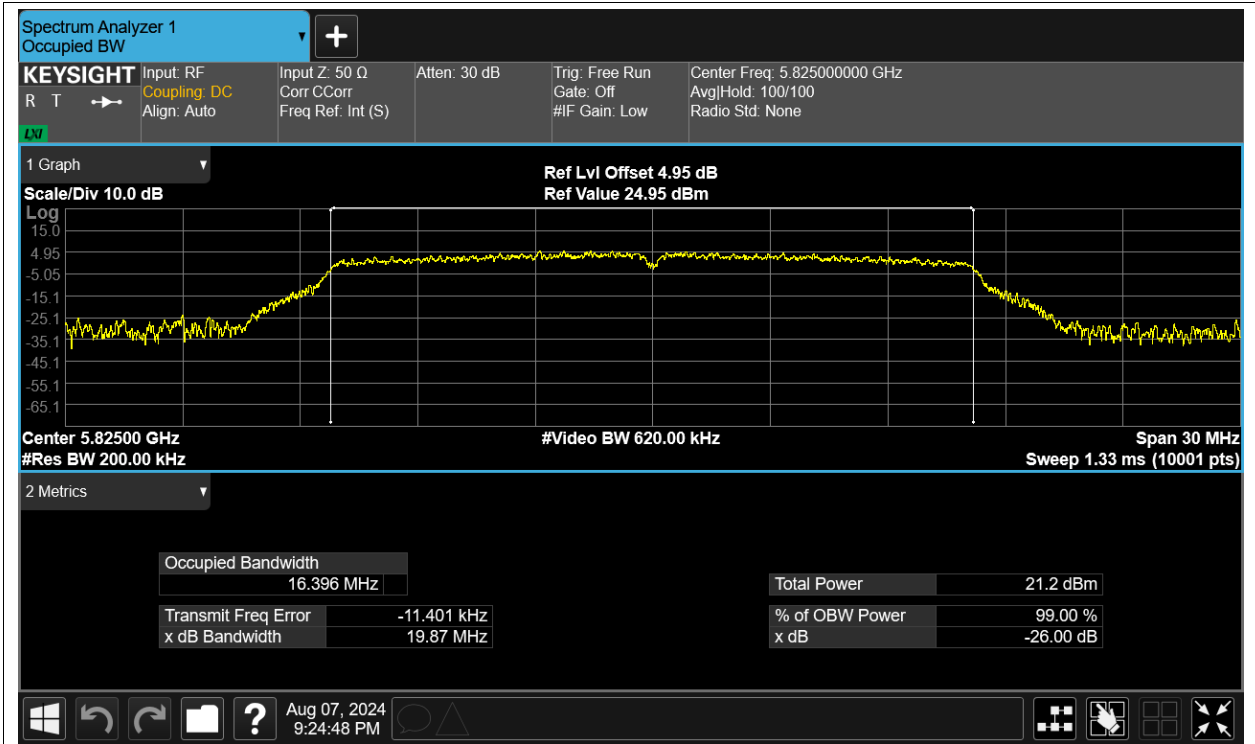 Spectrum Analyzer 1
Occupied BW
KEYSIGHT
R T
LXI
Input: RF
Coupling: DC
Align: Auto
Input Z: 50 Ω
Corr CCorr
Freq Ref: Int (S)
Atten: 30 dB
Trig: Free Run
Gate: Off
#IF Gain: Low
Center Freq: 5.825000000 GHz
Avg|Hold: 100/100
Radio Std: None
1 Graph
Scale/Div 10.0 dB
Ref Lvl Offset 4.95 dB
Ref Value 24.95 dBm
Log
15.0
4.95
-5.05
-15.1
-25.1
-35.1
-45.1
-55.1
-65.1
Center 5.82500 GHz
#Video BW 620.00 kHz
Span 30 MHz
#Res BW 200.00 kHz
Sweep 1.33 ms (10001 pts)
2 Metrics
Occupied Bandwidth
16.396 MHz
Total Power 21.2 dBm
Transmit Freq Error -11.401 kHz
% of OBW Power 99.00 %
x dB Bandwidth 19.87 MHz
x dB -26.00 dB
?
Aug 07, 2024
9:24:48 PM